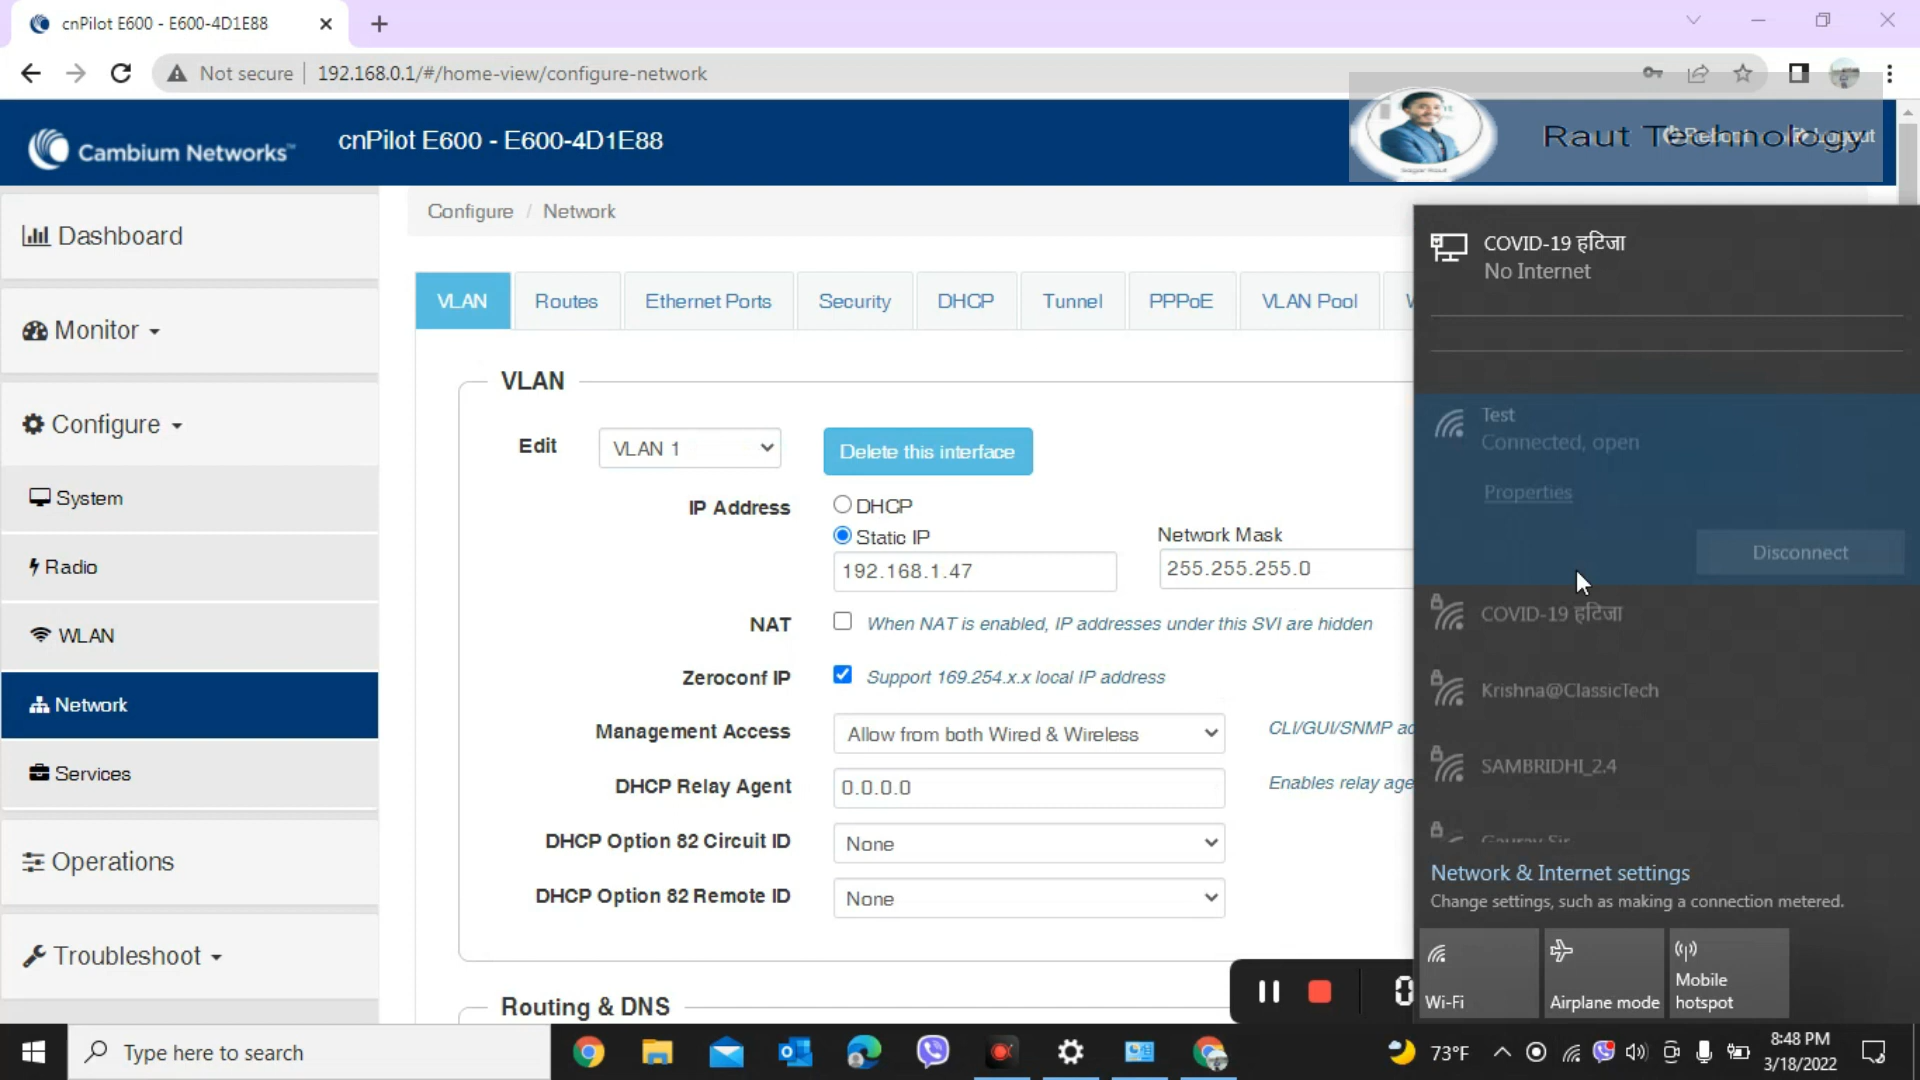 cnPilot E600 - E600-4D1E88
Not secure
192.168.0.1/#/home-view/configure-network
Cambium Networks™
cnPilot E600 - E600-4D1E88
Raut Technology
Reboot
Logout
Dashboard
Monitor
Configure
System
Radio
WLAN
Network
Services
Operations
Troubleshoot
Configure / Network
VLAN
Routes
Ethernet Ports
Security
DHCP
Tunnel
PPPoE
VLAN Pool
VLAN
Edit
VLAN 1
Delete this interface
IP Address
DHCP
Static IP
Network Mask
192.168.1.47
255.255.255.0
NAT
When NAT is enabled, IP addresses under this SVI are hidden
Zeroconf IP
Support 169.254.x.x local IP address
Management Access
Allow from both Wired & Wireless
CLI/GUI/SNMP
DHCP Relay Agent
0.0.0.0
Enables relay
DHCP Option 82 Circuit ID
None
DHCP Option 82 Remote ID
None
Routing & DNS
COVID-19 हटिजा
No Internet
Test
Connected, open
Properties
Disconnect
COVID-19 हटिजा
Krishna@ClassicTech
SAMBRIDHI_2.4
Gaurav Sir
Network & Internet settings
Change settings, such as making a connection metered.
Wi-Fi
Airplane mode
Mobile
hotspot
0
Type here to search
73°F
8:48 PM
3/18/2022